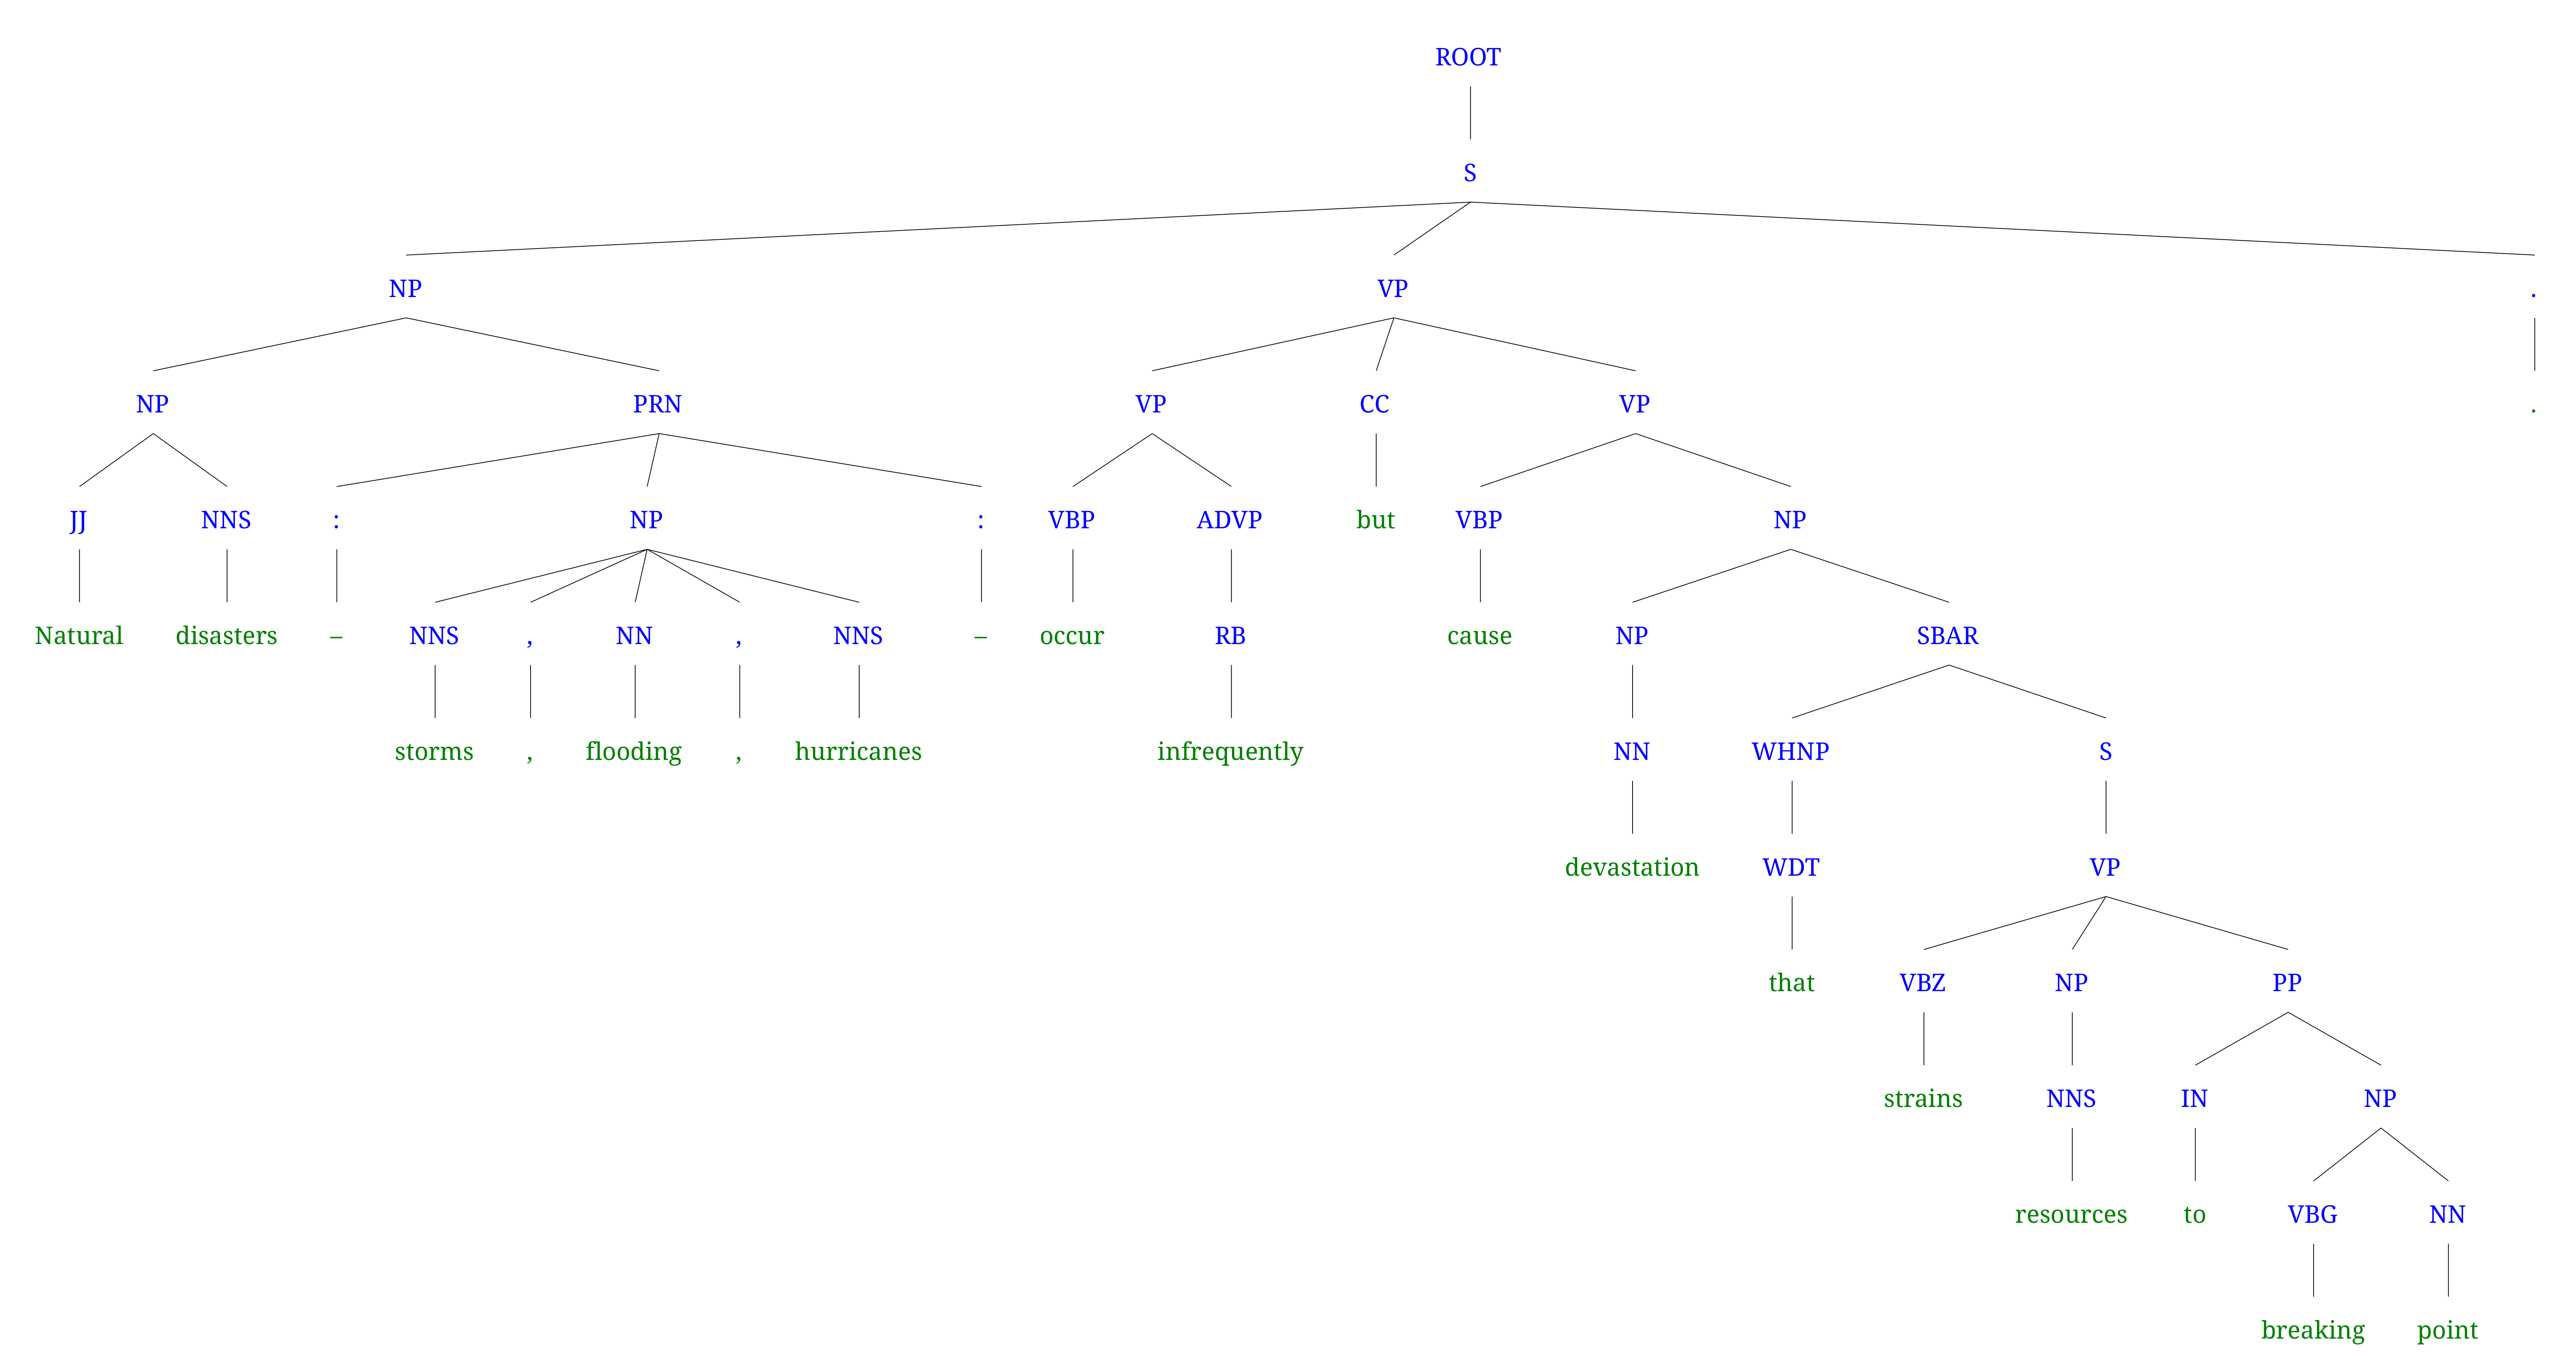 ROOT
S
NP VP .
NP PRN VP CC VP .
JJ NNS : NP : VBP ADVP but VBP NP
Natural disasters – NNS , NN , NNS – occur RB cause NP SBAR
storms , flooding , hurricanes infrequently NN WHNP S
devastation WDT VP
that VBZ NP PP
strains NNS IN NP
resources to VBG NN
breaking point